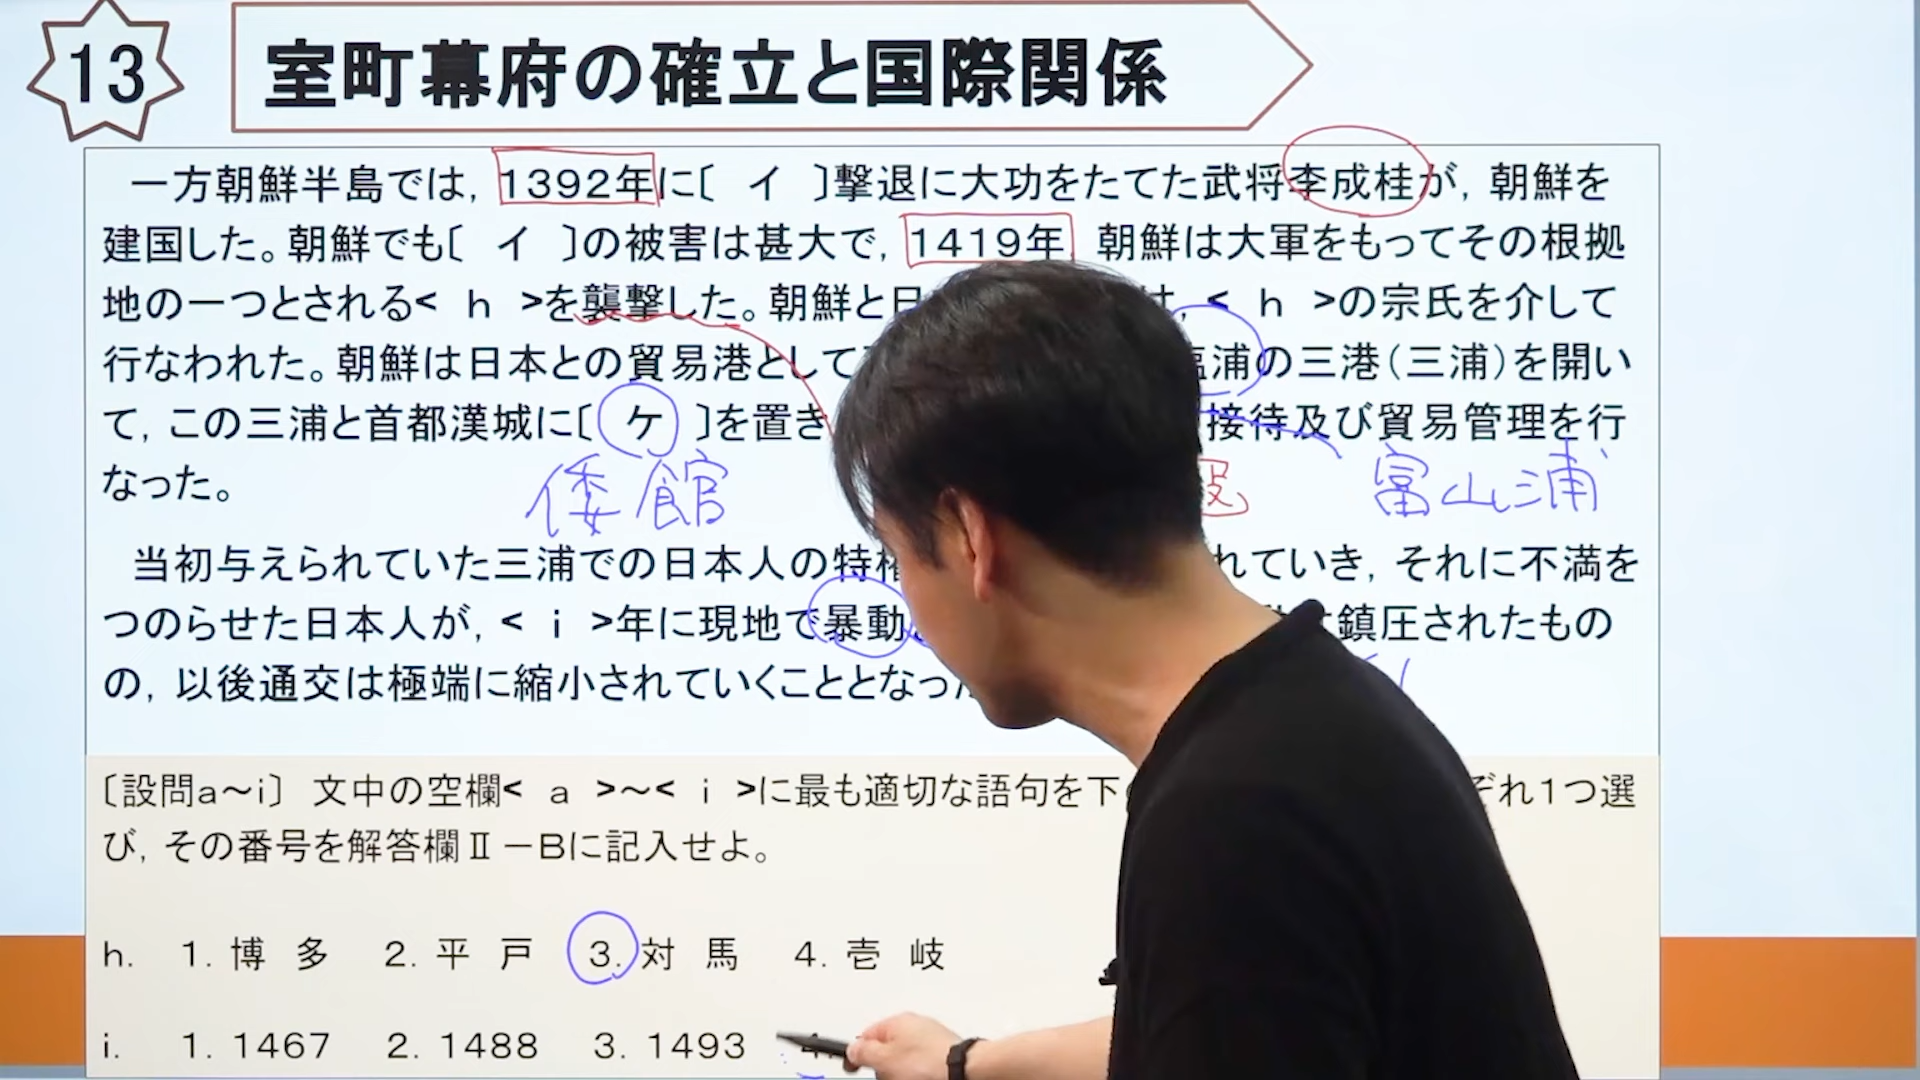 13
室町幕府の確立と国際関係
一方朝鮮半島では，1392年に〔　イ　〕撃退に大功をたてた武将李成桂が，朝鮮を
建国した。朝鮮でも〔　イ　〕の被害は甚大で，1419年　朝鮮は大軍をもってその根拠
地の一つとされる<　h　>を襲撃した。朝鮮と日　は，<　h　>の宗氏を介して
行なわれた。朝鮮は日本との貿易港として　塩浦の三港（三浦）を開い
て，この三浦と首都漢城に〔　ケ　〕を置き　接待及び貿易管理を行
なった。
倭館　富山浦
当初与えられていた三浦での日本人の特権　れていき，それに不満を
つのらせた日本人が，<　i　>年に現地で暴動　鎮圧されたもの
の，以後通交は極端に縮小されていくこととなった
〔設問a～i〕　文中の空欄<　a　>～<　i　>に最も適切な語句を下　ぞれ1つ選
び，その番号を解答欄Ⅱ－Bに記入せよ。
h.　1. 博多　2. 平戸　3. 対馬　4. 壱岐
i.　1. 1467　2. 1488　3. 1493　4.